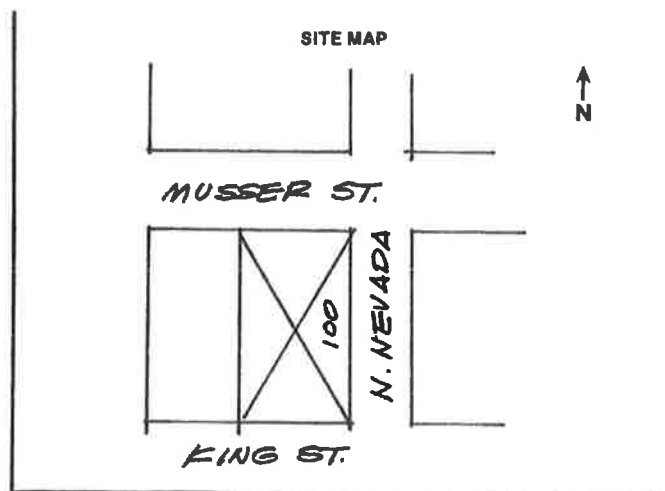 SITE MAP
N
MUSSER ST.
100
N. NEVADA
KING ST.